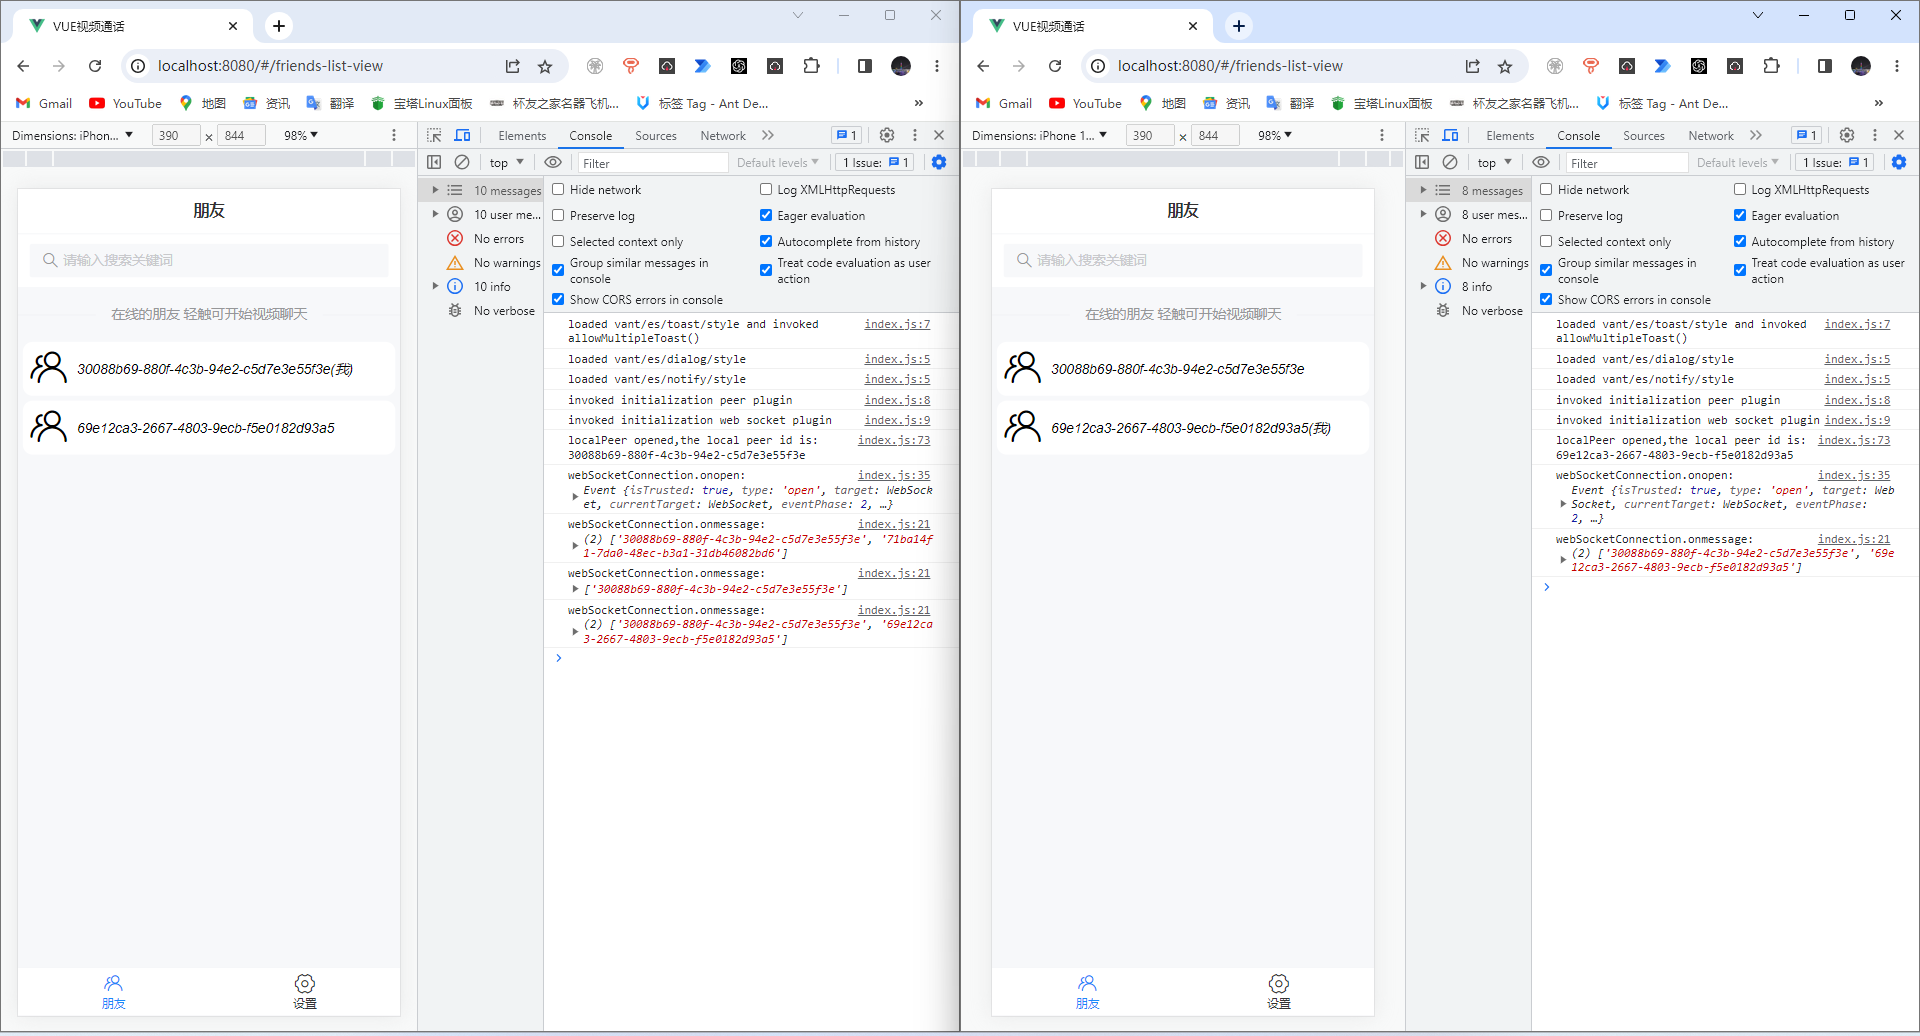 VUE视频通话
localhost:8080/#/friends-list-view
Gmail
YouTube
地图
资讯
翻译
宝塔Linux面板
杯友之家名器飞机...
标签 Tag - Ant De...
»
Dimensions: iPhon...
390
×
844
98%
Elements
Console
Sources
Network
1
top
Filter
Default levels
1 Issue:
1
朋友
请输入搜索关键词
在线的朋友 轻触可开始视频聊天
30088b69-880f-4c3b-94e2-c5d7e3e55f3e(我)
69e12ca3-2667-4803-9ecb-f5e0182d93a5
朋友
设置
10 messages
10 user me...
No errors
No warnings
10 info
No verbose
Hide network
Log XMLHttpRequests
Preserve log
Eager evaluation
Selected context only
Autocomplete from history
Group similar messages in
console
Treat code evaluation as user
action
Show CORS errors in console
loaded vant/es/toast/style and invoked index.js:7
allowMultipleToast()
loaded vant/es/dialog/style index.js:5
loaded vant/es/notify/style index.js:5
invoked initialization peer plugin index.js:8
invoked initialization web socket plugin index.js:9
localPeer opened,the local peer id is: index.js:73
30088b69-880f-4c3b-94e2-c5d7e3e55f3e
webSocketConnection.onopen: index.js:35
Event {isTrusted: true, type: 'open', target: WebSock
et, currentTarget: WebSocket, eventPhase: 2, …}
webSocketConnection.onmessage: index.js:21
(2) ['30088b69-880f-4c3b-94e2-c5d7e3e55f3e', '71ba14f
1-7da0-48ec-b3a1-31db46082bd6']
webSocketConnection.onmessage: index.js:21
['30088b69-880f-4c3b-94e2-c5d7e3e55f3e']
webSocketConnection.onmessage: index.js:21
(2) ['30088b69-880f-4c3b-94e2-c5d7e3e55f3e', '69e12ca
3-2667-4803-9ecb-f5e0182d93a5']
VUE视频通话
localhost:8080/#/friends-list-view
Gmail
YouTube
地图
资讯
翻译
宝塔Linux面板
杯友之家名器飞机...
标签 Tag - Ant De...
»
Dimensions: iPhone 1...
390
×
844
98%
Elements
Console
Sources
Network
1
top
Filter
Default levels
1 Issue:
1
朋友
请输入搜索关键词
在线的朋友 轻触可开始视频聊天
30088b69-880f-4c3b-94e2-c5d7e3e55f3e
69e12ca3-2667-4803-9ecb-f5e0182d93a5(我)
朋友
设置
8 messages
8 user mes...
No errors
No warnings
8 info
No verbose
Hide network
Log XMLHttpRequests
Preserve log
Eager evaluation
Selected context only
Autocomplete from history
Group similar messages in
console
Treat code evaluation as user
action
Show CORS errors in console
loaded vant/es/toast/style and invoked index.js:7
allowMultipleToast()
loaded vant/es/dialog/style index.js:5
loaded vant/es/notify/style index.js:5
invoked initialization peer plugin index.js:8
invoked initialization web socket plugin index.js:9
localPeer opened,the local peer id is: index.js:73
69e12ca3-2667-4803-9ecb-f5e0182d93a5
webSocketConnection.onopen: index.js:35
Event {isTrusted: true, type: 'open', target: Web
Socket, currentTarget: WebSocket, eventPhase:
2, …}
webSocketConnection.onmessage: index.js:21
(2) ['30088b69-880f-4c3b-94e2-c5d7e3e55f3e', '69e
12ca3-2667-4803-9ecb-f5e0182d93a5']